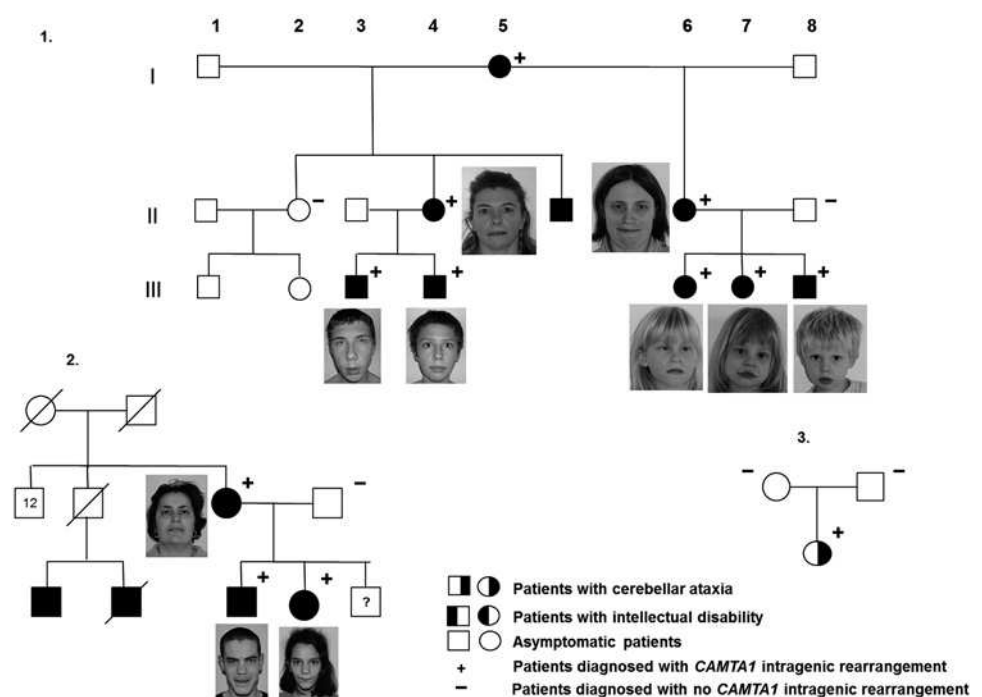 1.
1 2 3 4 5 6 7 8
I
+
II
− + + −
III
+ + + + +
2.
3.
12
+ −
− −
+
+ + ?
Patients with cerebellar ataxia
Patients with intellectual disability
Asymptomatic patients
+ Patients diagnosed with CAMTA1 intragenic rearrangement
− Patients diagnosed with no CAMTA1 intragenic rearrangement